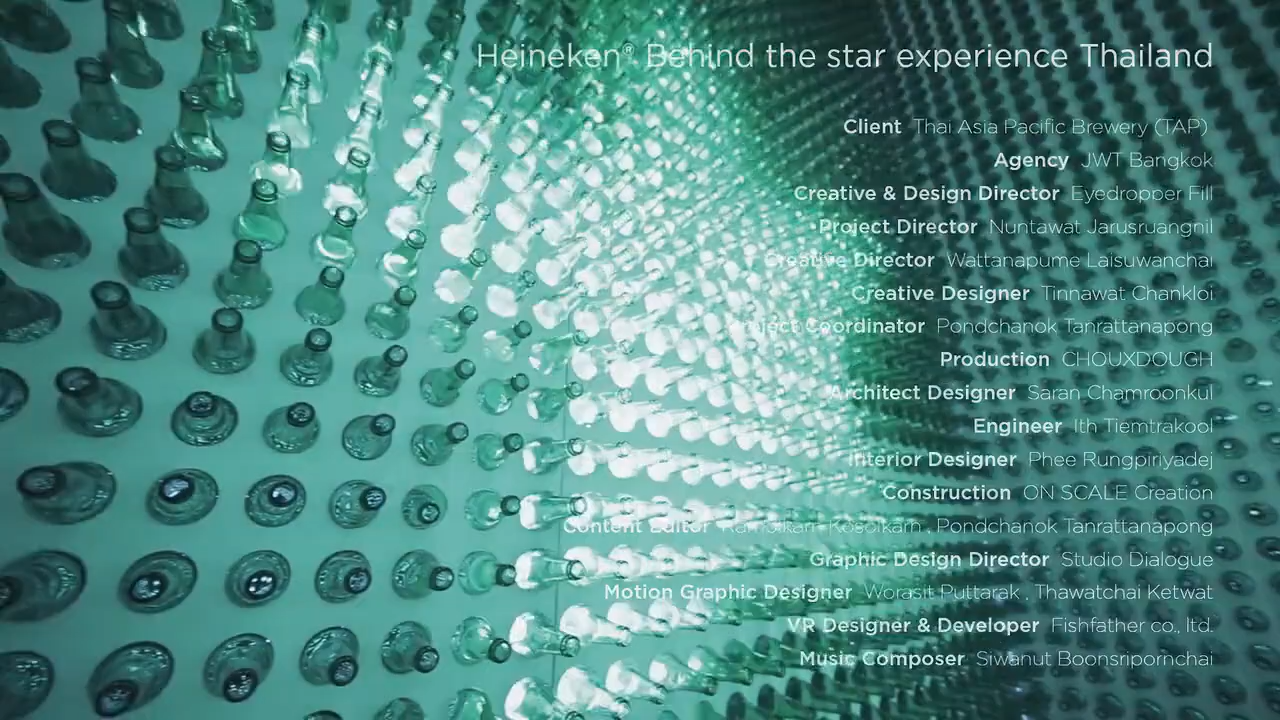 Heineken® Behind the star experience Thailand
Client Thai Asia Pacific Brewery (TAP)
Agency JWT Bangkok
Creative & Design Director Eyedropper Fill
Project Director Nuntawat Jarusruangnil
Creative Director Wattanapume Laisuwanchai
Creative Designer Tinnawat Chankloi
Project Coordinator Pondchanok Tanrattanapong
Production CHOUXDOUGH
Architect Designer Saran Chamroonkul
Engineer Ith Tiemtrakool
Interior Designer Phee Rungpiriyadej
Construction ON SCALE Creation
Content Editor , Pondchanok Tanrattanapong
Graphic Design Director Studio Dialogue
Motion Graphic Designer Worasit Puttarak , Thawatchai Ketwat
VR Designer & Developer Fishfather co., ltd.
Music Composer Siwanut Boonsripornchai